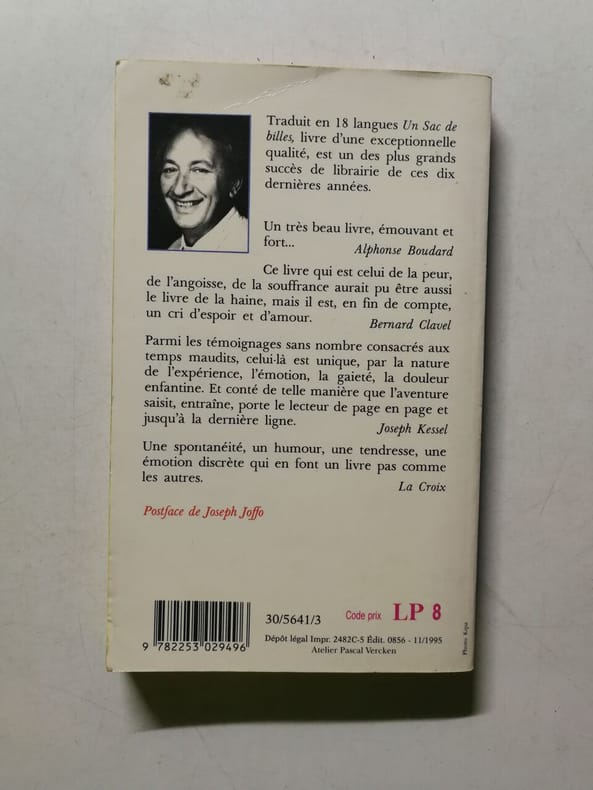 Traduit en 18 langues Un Sac de
billes, livre d'une exceptionnelle
qualité, est un des plus grands
succès de librairie de ces dix
dernières années.
Un très beau livre, émouvant et
fort...
Alphonse Boudard
Ce livre qui est celui de la peur,
de l'angoisse, de la souffrance aurait pu être aussi
le livre de la haine, mais il est, en fin de compte,
un cri d'espoir et d'amour.
Bernard Clavel
Parmi les témoignages sans nombre consacrés aux
temps maudits, celui-là est unique, par la nature
de l'expérience, l'émotion, la gaieté, la douleur
enfantine. Et conté de telle manière que l'aventure
saisit, entraîne, porte le lecteur de page en page et
jusqu'à la dernière ligne.
Joseph Kessel
Une spontanéité, un humour, une tendresse, une
émotion discrète qui en font un livre pas comme
les autres.
La Croix
Postface de Joseph Joffo
9 782253 029496
30/5641/3
Code prix LP 8
Dépôt légal Impr. 2482C-5 Édit. 0856 - 11/1995
Atelier Pascal Vercken
Photo Kipa